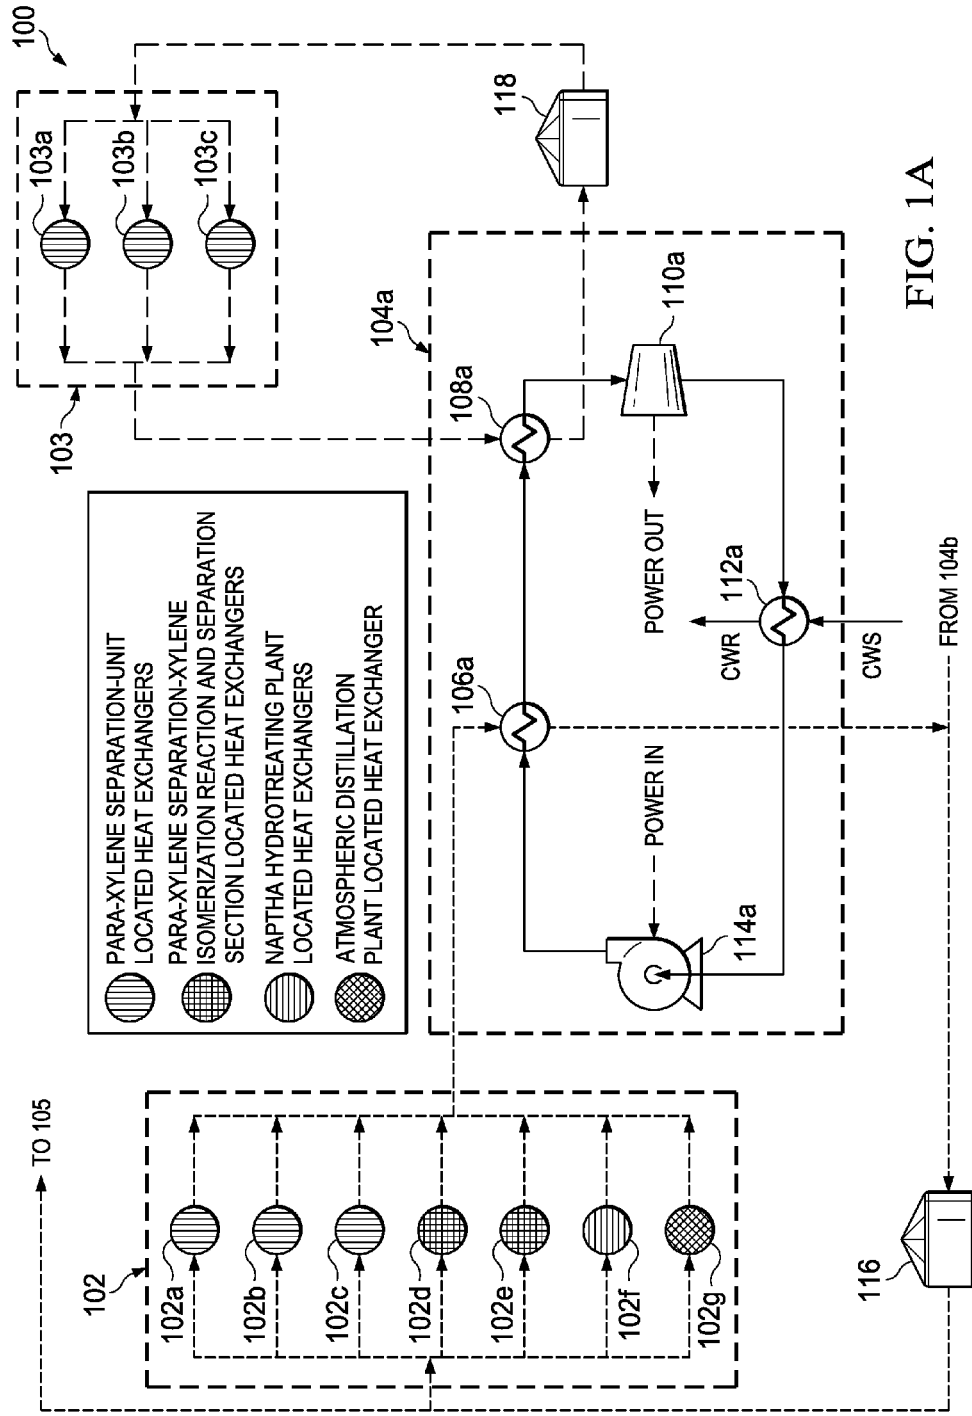 100
103a
103b
103c
103
118
104a
108a
110a
POWER OUT
112a
CWR
CWS
106a
POWER IN
114a
FROM 104b
PARA-XYLENE SEPARATION-UNIT
LOCATED HEAT EXCHANGERS
PARA-XYLENE SEPARATION-XYLENE
ISOMERIZATION REACTION AND SEPARATION
SECTION LOCATED HEAT EXCHANGERS
NAPTHA HYDROTREATING PLANT
LOCATED HEAT EXCHANGERS
ATMOSPHERIC DISTILLATION
PLANT LOCATED HEAT EXCHANGER
TO 105
102
102a
102b
102c
102d
102e
102f
102g
116
FIG. 1A